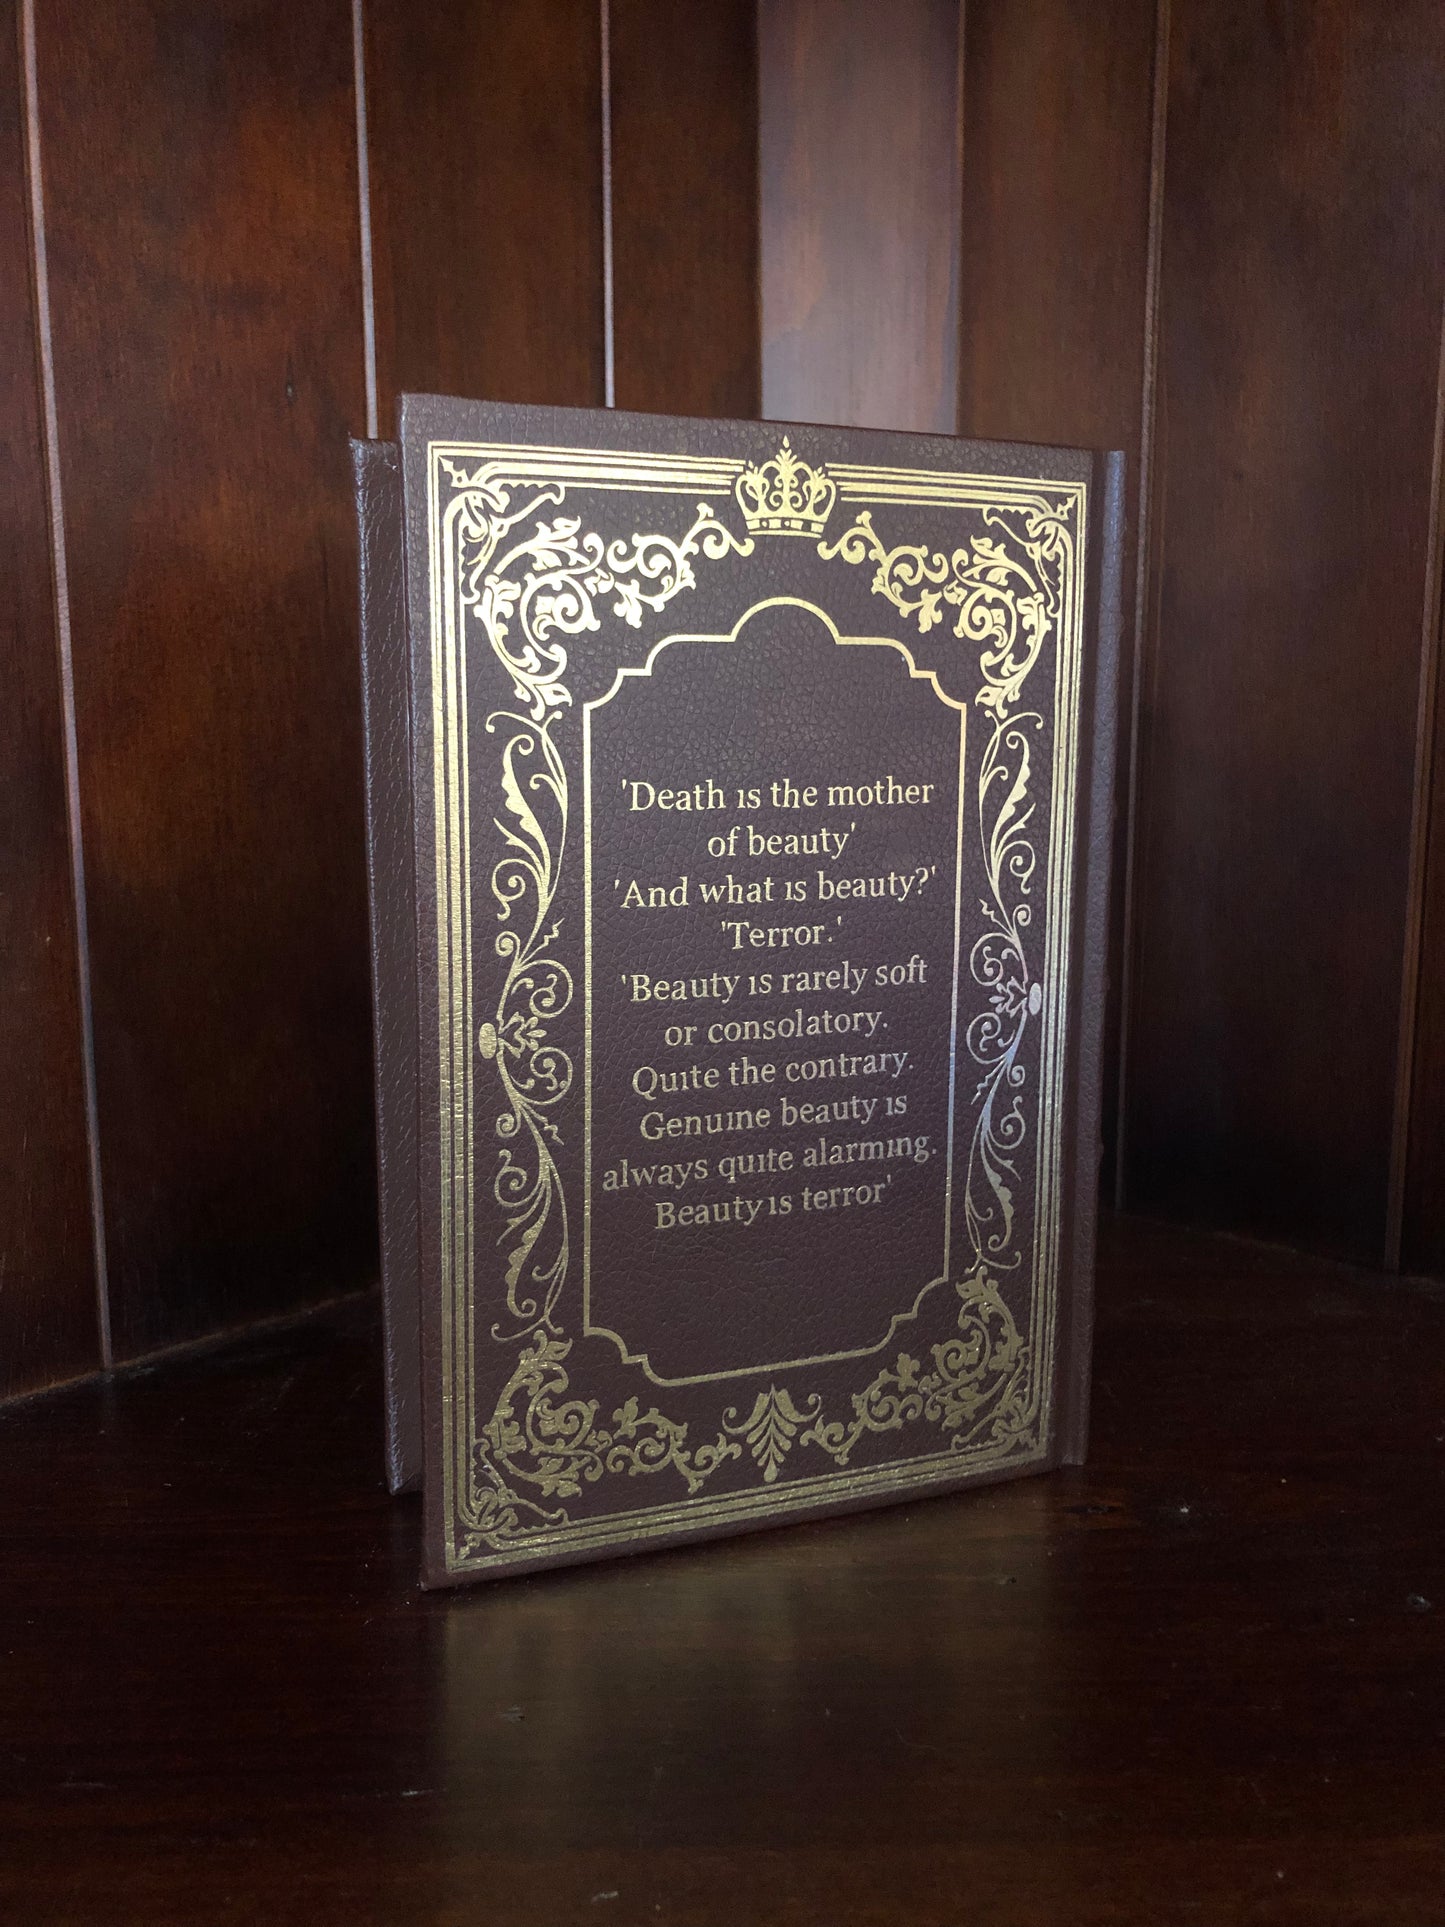 'Death is the mother
of beauty'
'And what is beauty?'
'Terror.'
'Beauty is rarely soft
or consolatory.
Quite the contrary.
Genuine beauty is
always quite alarming.
Beauty is terror'